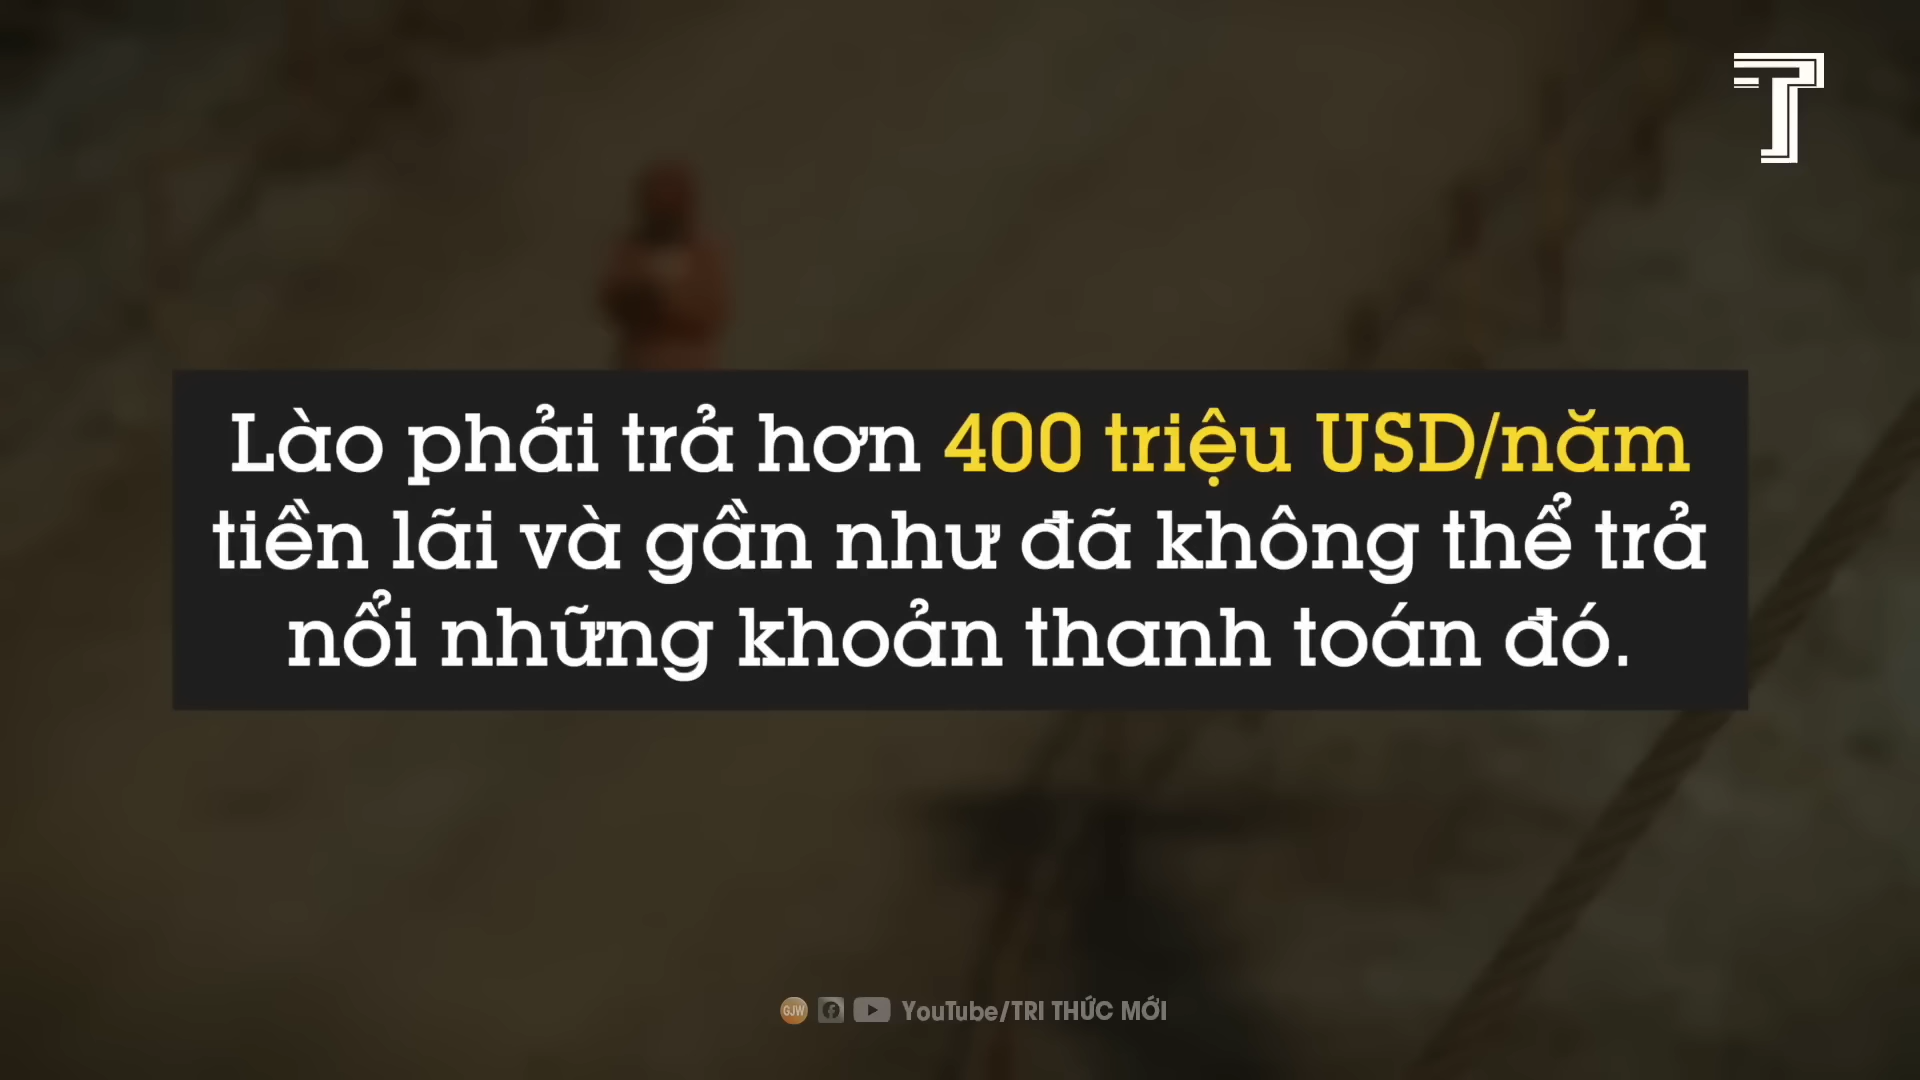 T
Lào phải trả hơn 400 triệu USD/năm
tiền lãi và gần như đã không thể trả
nổi những khoản thanh toán đó.
GJW YouTube/TRI THỨC MỚI